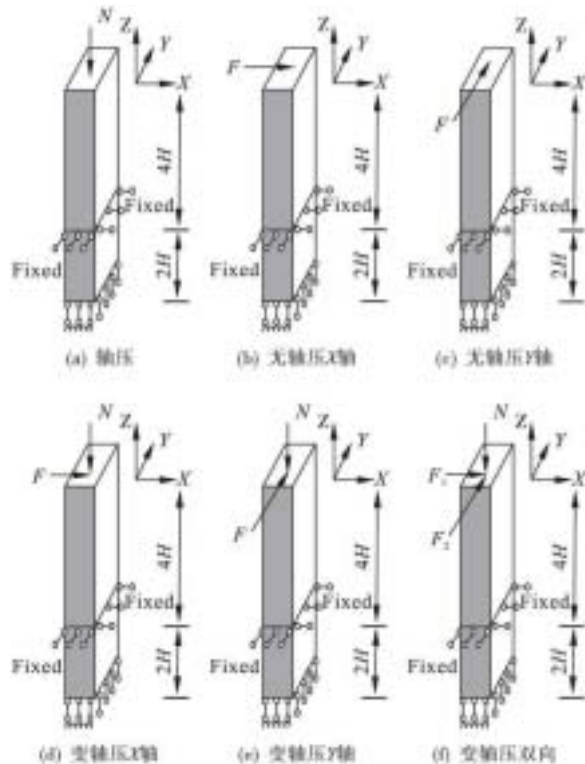 N Z Y X
4H
Fixed
Fixed 2H
(a) 轴压
F Z Y X
4H
Fixed
Fixed 2H
(b) 无轴压X轴
Z Y X
F 4H
Fixed
Fixed 2H
(c) 无轴压Y轴
N Z Y
F X
4H
Fixed
Fixed 2H
(d) 变轴压X轴
N Z Y X
F 4H
Fixed
Fixed 2H
(e) 变轴压Y轴
N Z Y
F₁ X
F₂ 4H
Fixed
Fixed 2H
(f) 变轴压双向